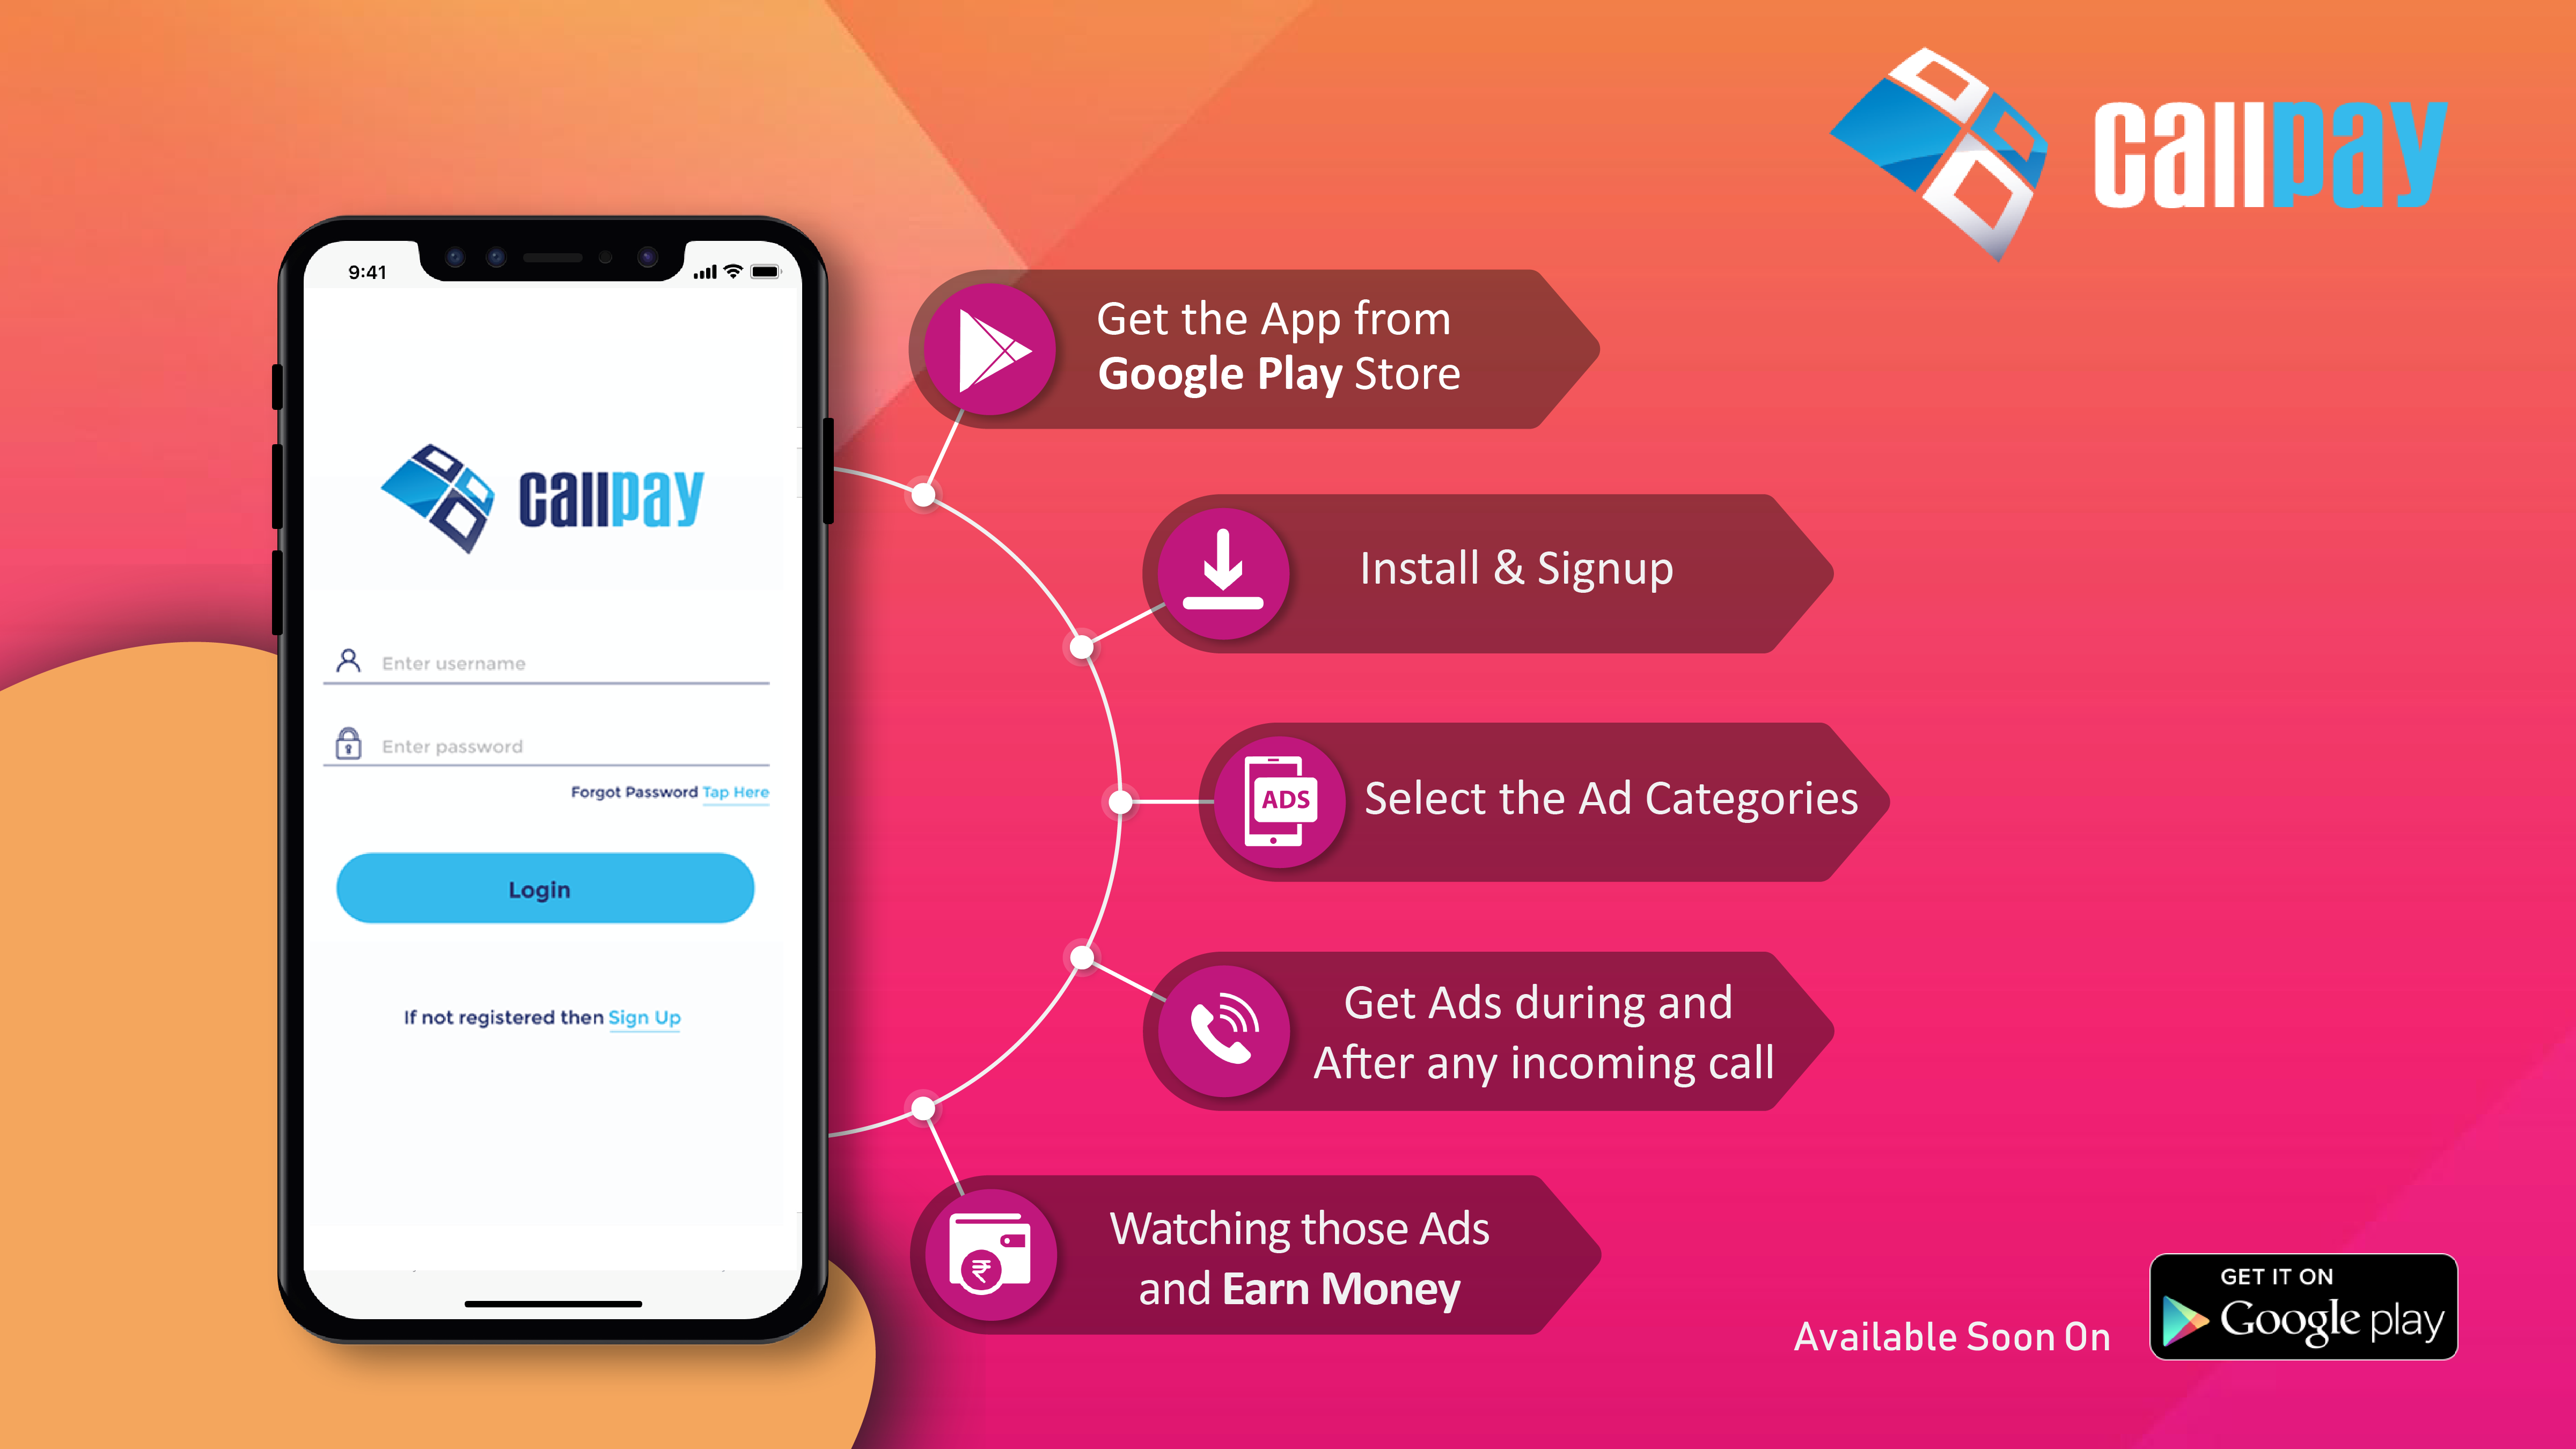 callpay
9:41
callpay
Enter username
Enter password
Forgot Password Tap Here
Login
If not registered then Sign Up
Get the App from
Google Play Store
Install & Signup
ADS
Select the Ad Categories
Get Ads during and
After any incoming call
₹
Watching those Ads
and Earn Money
Available Soon On
GET IT ON
Google play